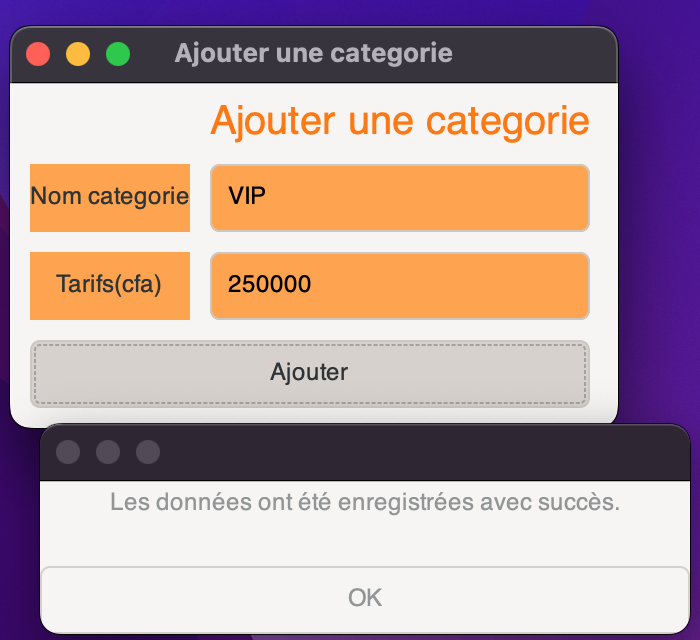 Ajouter une categorie
Ajouter une categorie
Nom categorie VIP
Tarifs(cfa) 250000
Ajouter
Les données ont été enregistrées avec succès.
OK